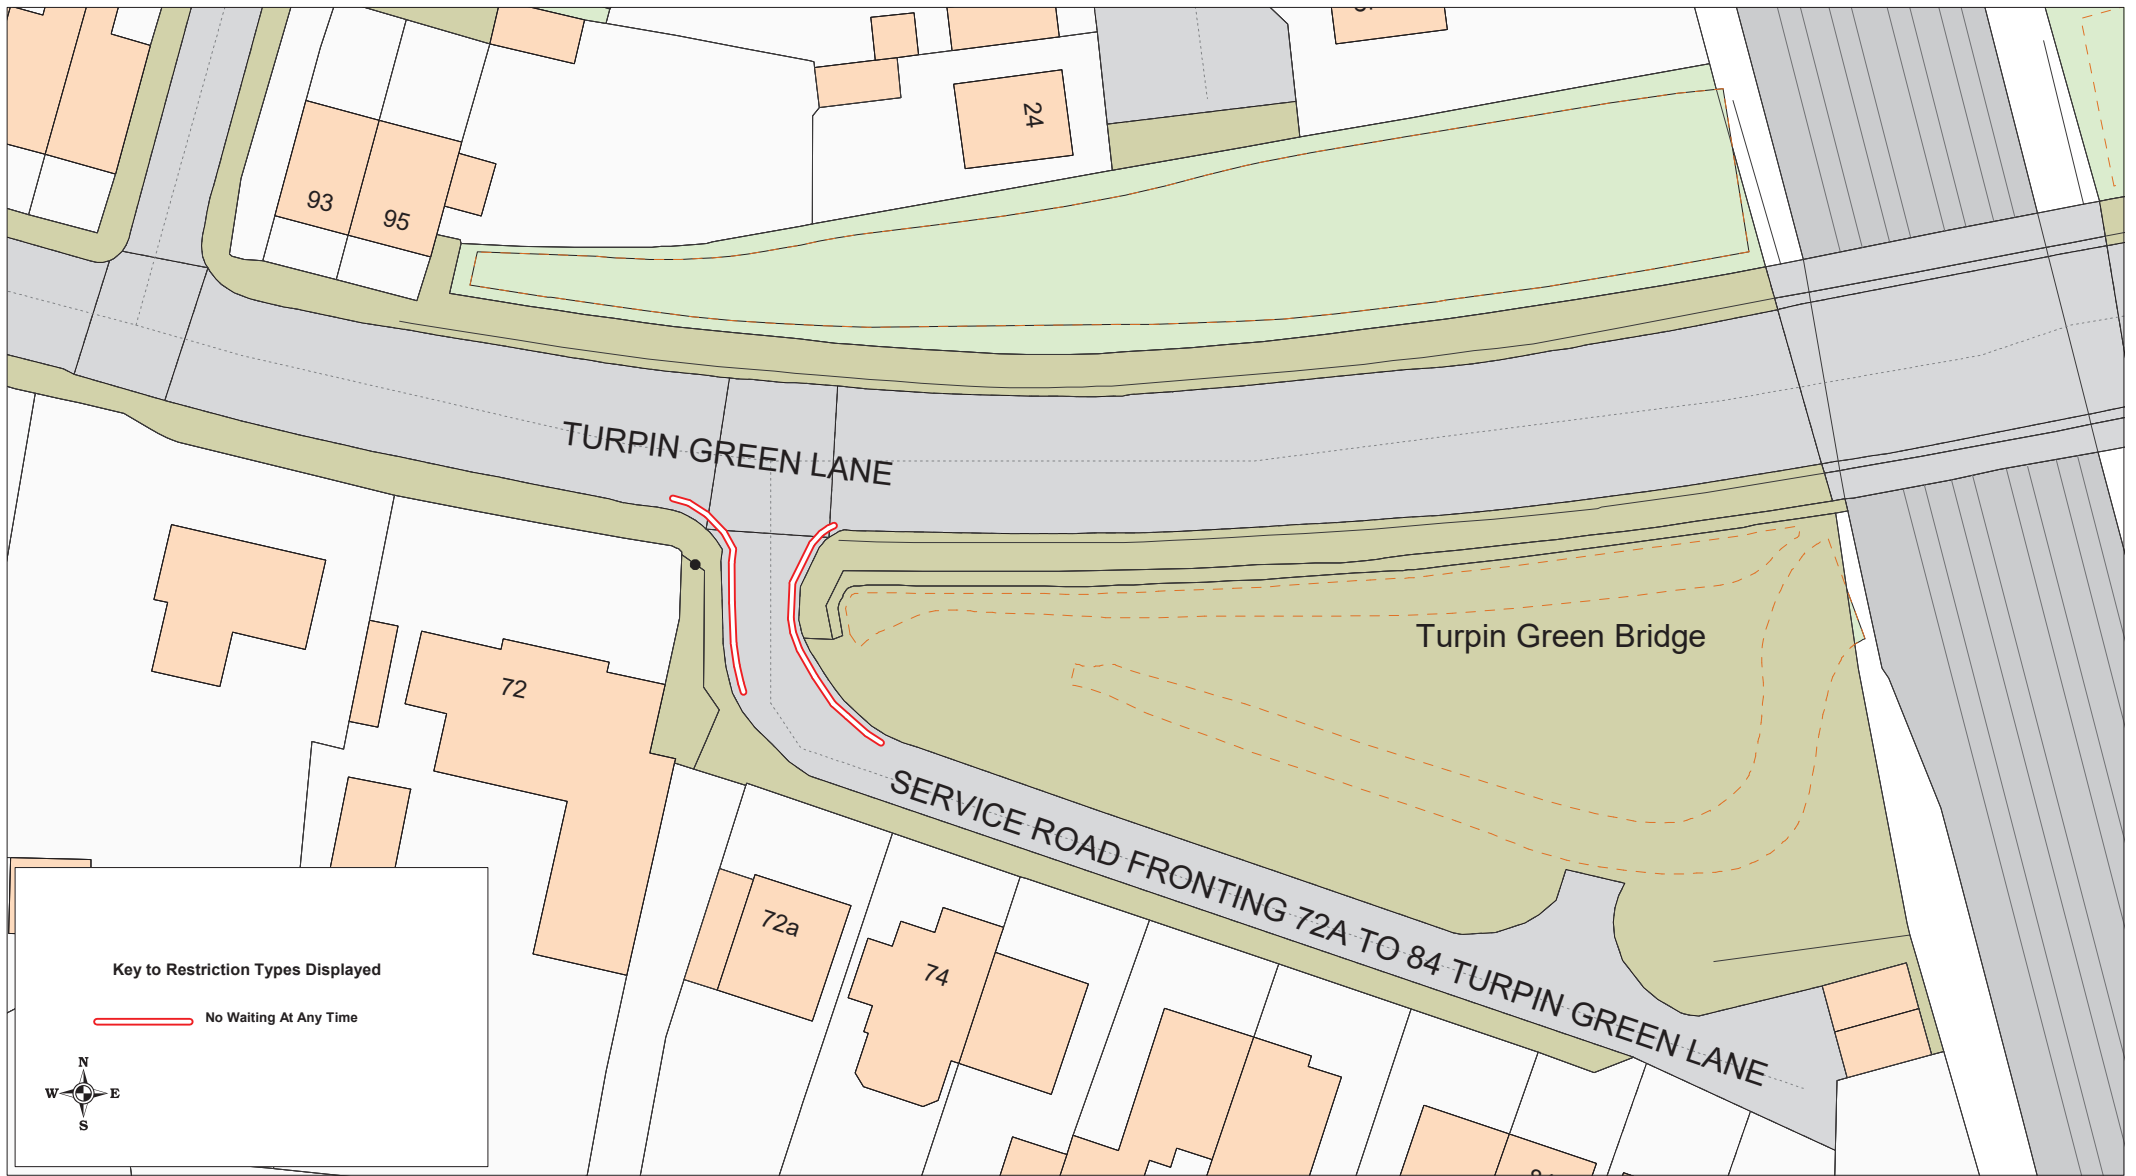 24
93
95
TURPIN GREEN LANE
Turpin Green Bridge
72
SERVICE ROAD FRONTING 72A TO 84 TURPIN GREEN LANE
72a
74
Key to Restriction Types Displayed
No Waiting At Any Time
N
W E
S